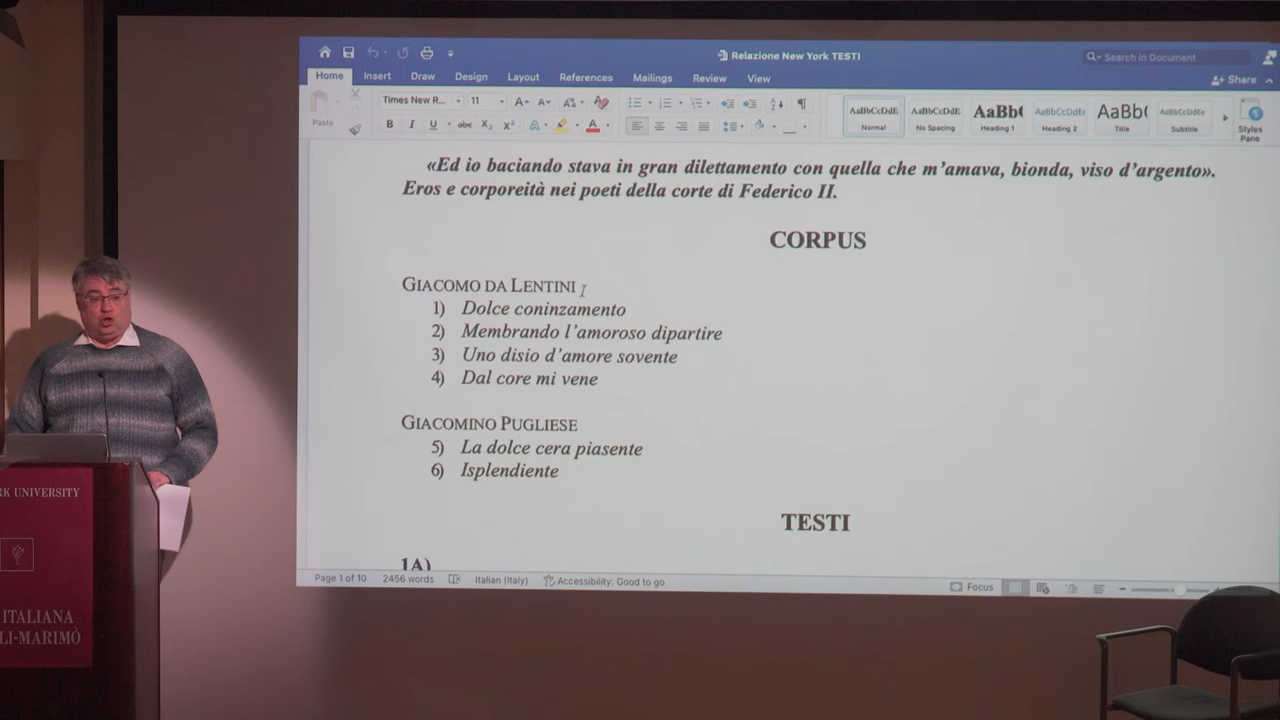 Relazione New York TESTI
Search in Document
Home Insert Draw Design Layout References Mailings Review View
Share
Paste
Times New R... 11
AaBbCcDdE AaBbCcDdE AaBb( AaBbCcDdEe AaBb( AaBbCcDdEe
Normal No Spacing Heading 1 Heading 2 Title Subtitle
Styles
Pane
«Ed io baciando stava in gran dilettamento con quella che m’amava, bionda, viso d’argento».
Eros e corporeità nei poeti della corte di Federico II.
CORPUS
GIACOMO DA LENTINI
1) Dolce coninzamento
2) Membrando l’amoroso dipartire
3) Uno disio d’amore sovente
4) Dal core mi vene
GIACOMINO PUGLIESE
5) La dolce cera piasente
6) Isplendiente
TESTI
1A)
Page 1 of 10 2456 words Italian (Italy) Accessibility: Good to go
Focus
RK UNIVERSITY
ITALIANA
LI-MARIMÒ